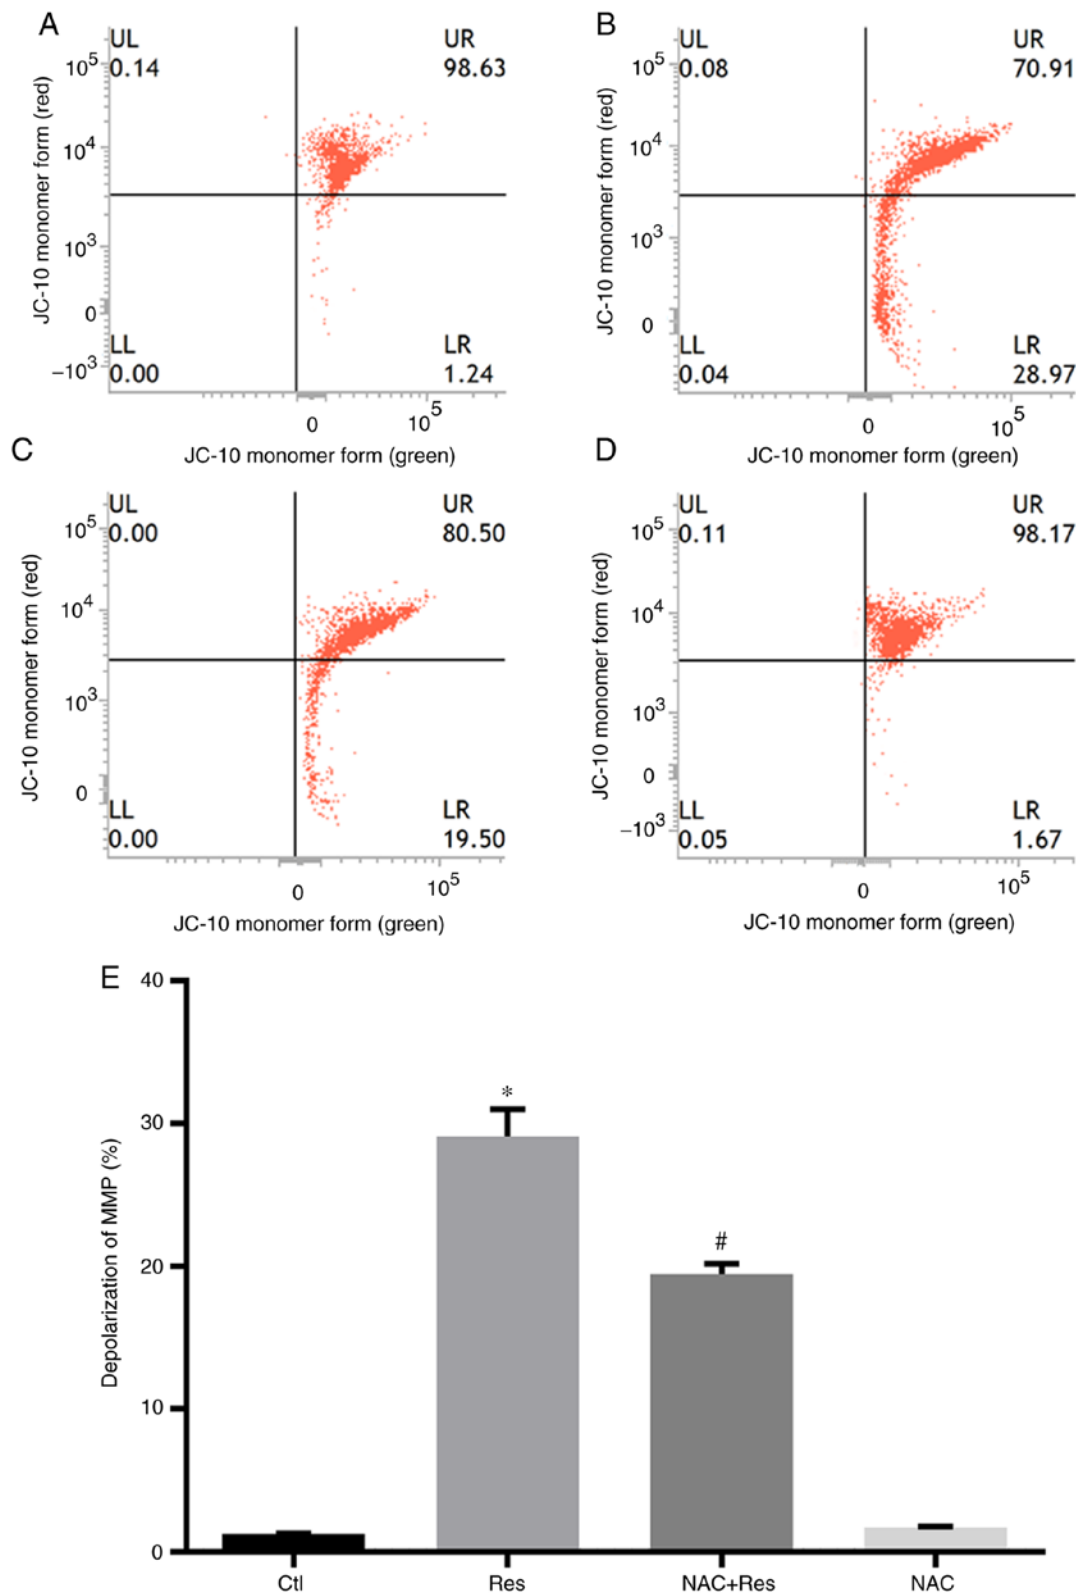 A
UL
0.14
UR
98.63
10^5
10^4
10^3
0
−10^3
JC-10 monomer form (red)
LL
0.00
LR
1.24
0
10^5
JC-10 monomer form (green)
B
UL
0.08
UR
70.91
10^5
10^4
10^3
0
JC-10 monomer form (red)
LL
0.04
LR
28.97
0
10^5
JC-10 monomer form (green)
C
UL
0.00
UR
80.50
10^5
10^4
10^3
0
JC-10 monomer form (red)
LL
0.00
LR
19.50
0
10^5
JC-10 monomer form (green)
D
UL
0.11
UR
98.17
10^5
10^4
10^3
0
−10^3
JC-10 monomer form (red)
LL
0.05
LR
1.67
0
10^5
JC-10 monomer form (green)
E
Depolarization of MMP (%)
40
30
20
10
0
*
#
Ctl
Res
NAC+Res
NAC